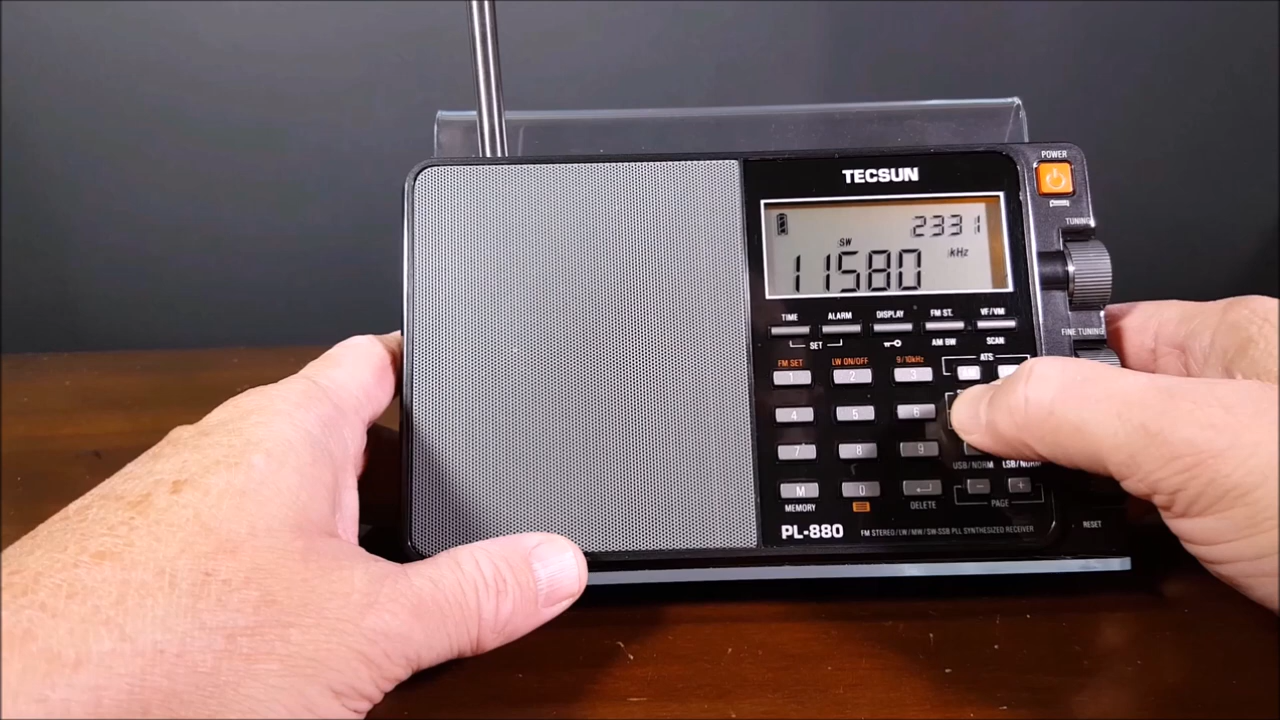 POWER
TECSUN
2331
SW
11580 kHz
TUNING
TIME ALARM DISPLAY FM ST. VF/VM
SET AM BW SCAN
FINE TUNING
FM SET LW ON/OFF 9/10kHz ATS
1 2 3
4 5 6
7 8 9
USB/NORM LSB/NORM
M 0 - +
MEMORY DELETE PAGE
PL-880 FM STEREO/LW/MW/SW-SSB PLL SYNTHESIZED RECEIVER
RESET